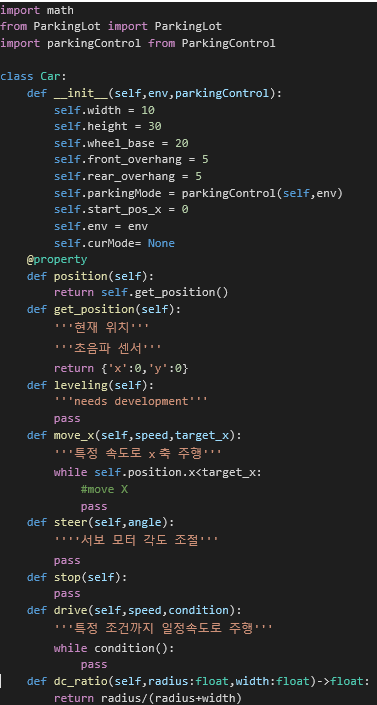 import math
from ParkingLot import ParkingLot
import parkingControl from ParkingControl

class Car:
    def __init__(self,env,parkingControl):
        self.width = 10
        self.height = 30
        self.wheel_base = 20
        self.front_overhang = 5
        self.rear_overhang = 5
        self.parkingMode = parkingControl(self,env)
        self.start_pos_x = 0
        self.env = env
        self.curMode= None
    @property
    def position(self):
        return self.get_position()
    def get_position(self):
        '''현재 위치'''
        '''초음파 센서'''
        return {'x':0,'y':0}
    def leveling(self):
        '''needs development'''
        pass
    def move_x(self,speed,target_x):
        '''특정 속도로 x축 주행'''
        while self.position.x<target_x:
            #move X
            pass
    def steer(self,angle):
        ''''서보 모터 각도 조절'''
        pass
    def stop(self):
        pass
    def drive(self,speed,condition):
        '''특정 조건까지 일정속도로 주행'''
        while condition():
            pass
    def dc_ratio(self,radius:float,width:float)->float:
        return radius/(radius+width)